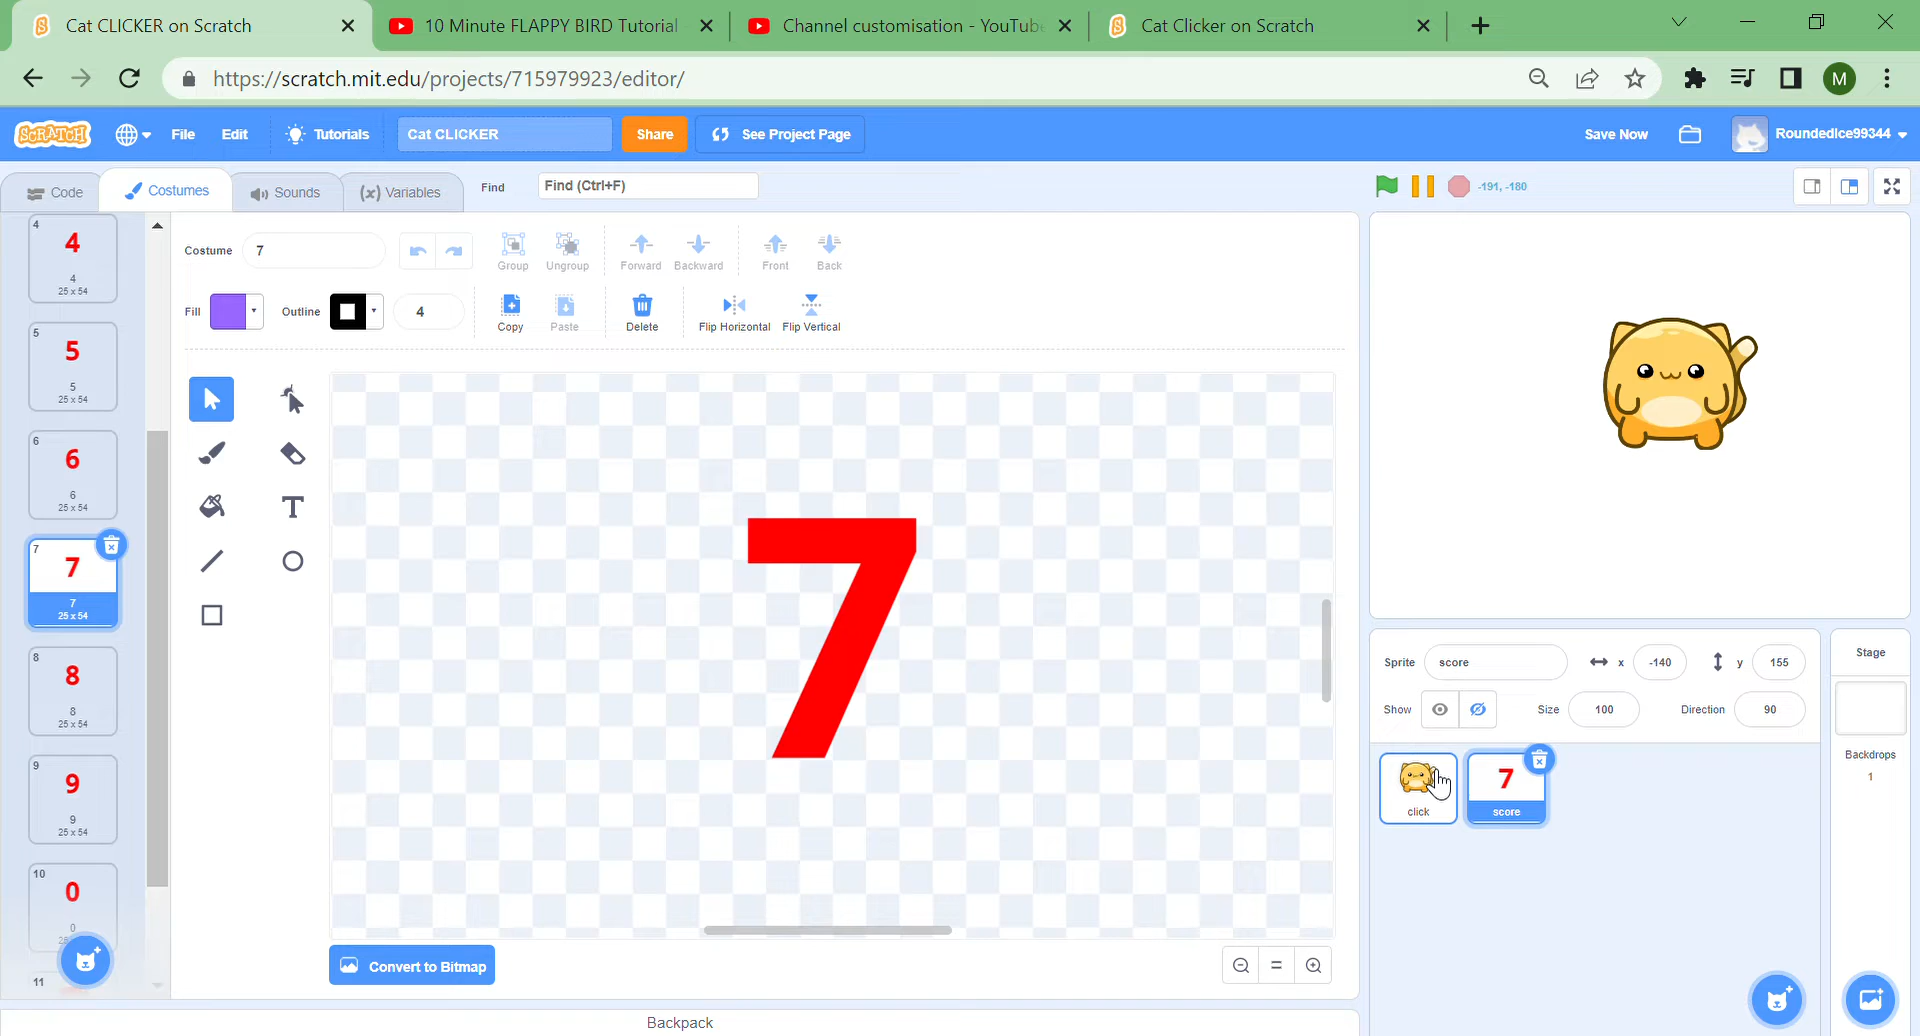 Cat CLICKER on Scratch
10 Minute FLAPPY BIRD Tutorial
Channel customisation - YouTube
Cat Clicker on Scratch
https://scratch.mit.edu/projects/715979923/editor/
M
SCRATCH
File
Edit
Tutorials
Cat CLICKER
Share
See Project Page
Save Now
RoundedIce99344
Code
Costumes
Sounds
(x) Variables
Find
Find (Ctrl+F)
-191, -180
Costume
7
Group
Ungroup
Forward
Backward
Front
Back
Fill
Outline
4
Copy
Paste
Delete
Flip Horizontal
Flip Vertical
4
4
4
25 x 54
5
5
5
25 x 54
6
6
6
25 x 54
7
7
7
25 x 54
8
8
8
25 x 54
9
9
9
25 x 54
10
0
0
11
7
T
Convert to Bitmap
Backpack
Sprite
score
x
-140
y
155
Show
Size
100
Direction
90
click
7
score
Stage
Backdrops
1